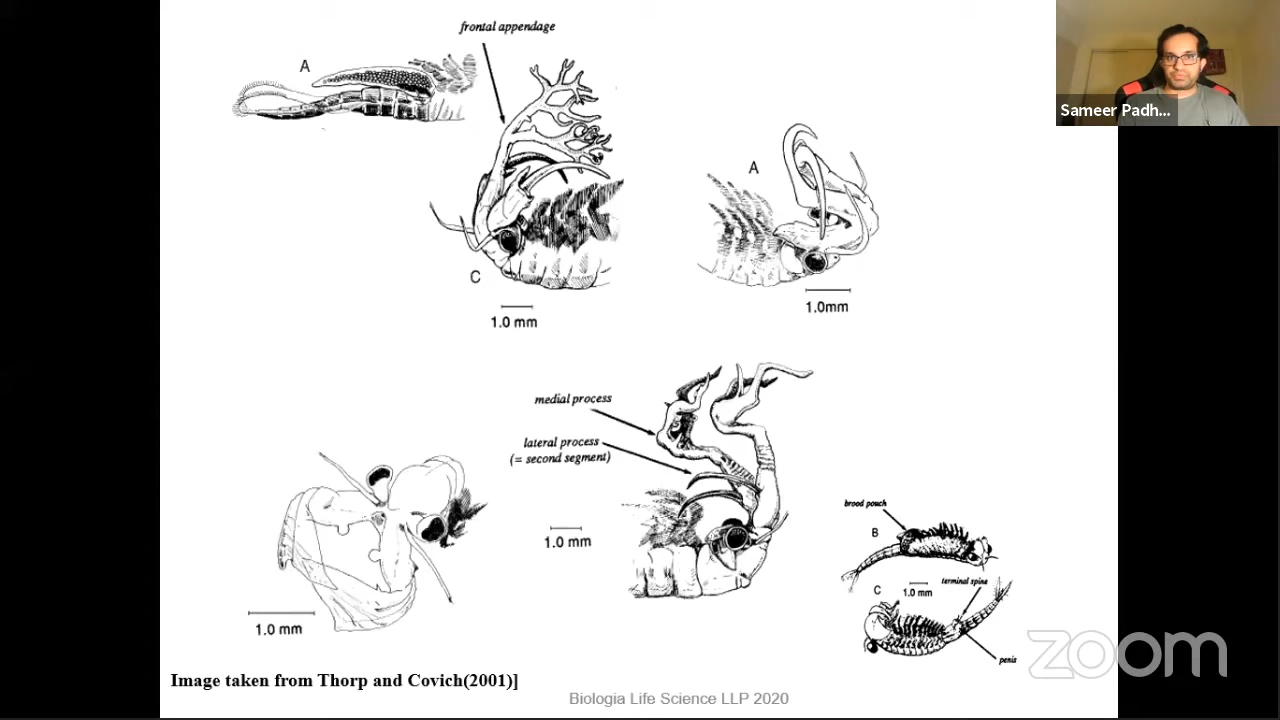 frontal appendage
A
C
1.0 mm
A
1.0mm
medial process
lateral process
(= second segment)
1.0 mm
1.0 mm
brood pouch
B
C
1.0 mm
terminal spine
penis
Image taken from Thorp and Covich(2001)]
Biologia Life Science LLP 2020
Sameer Padh...
zoom